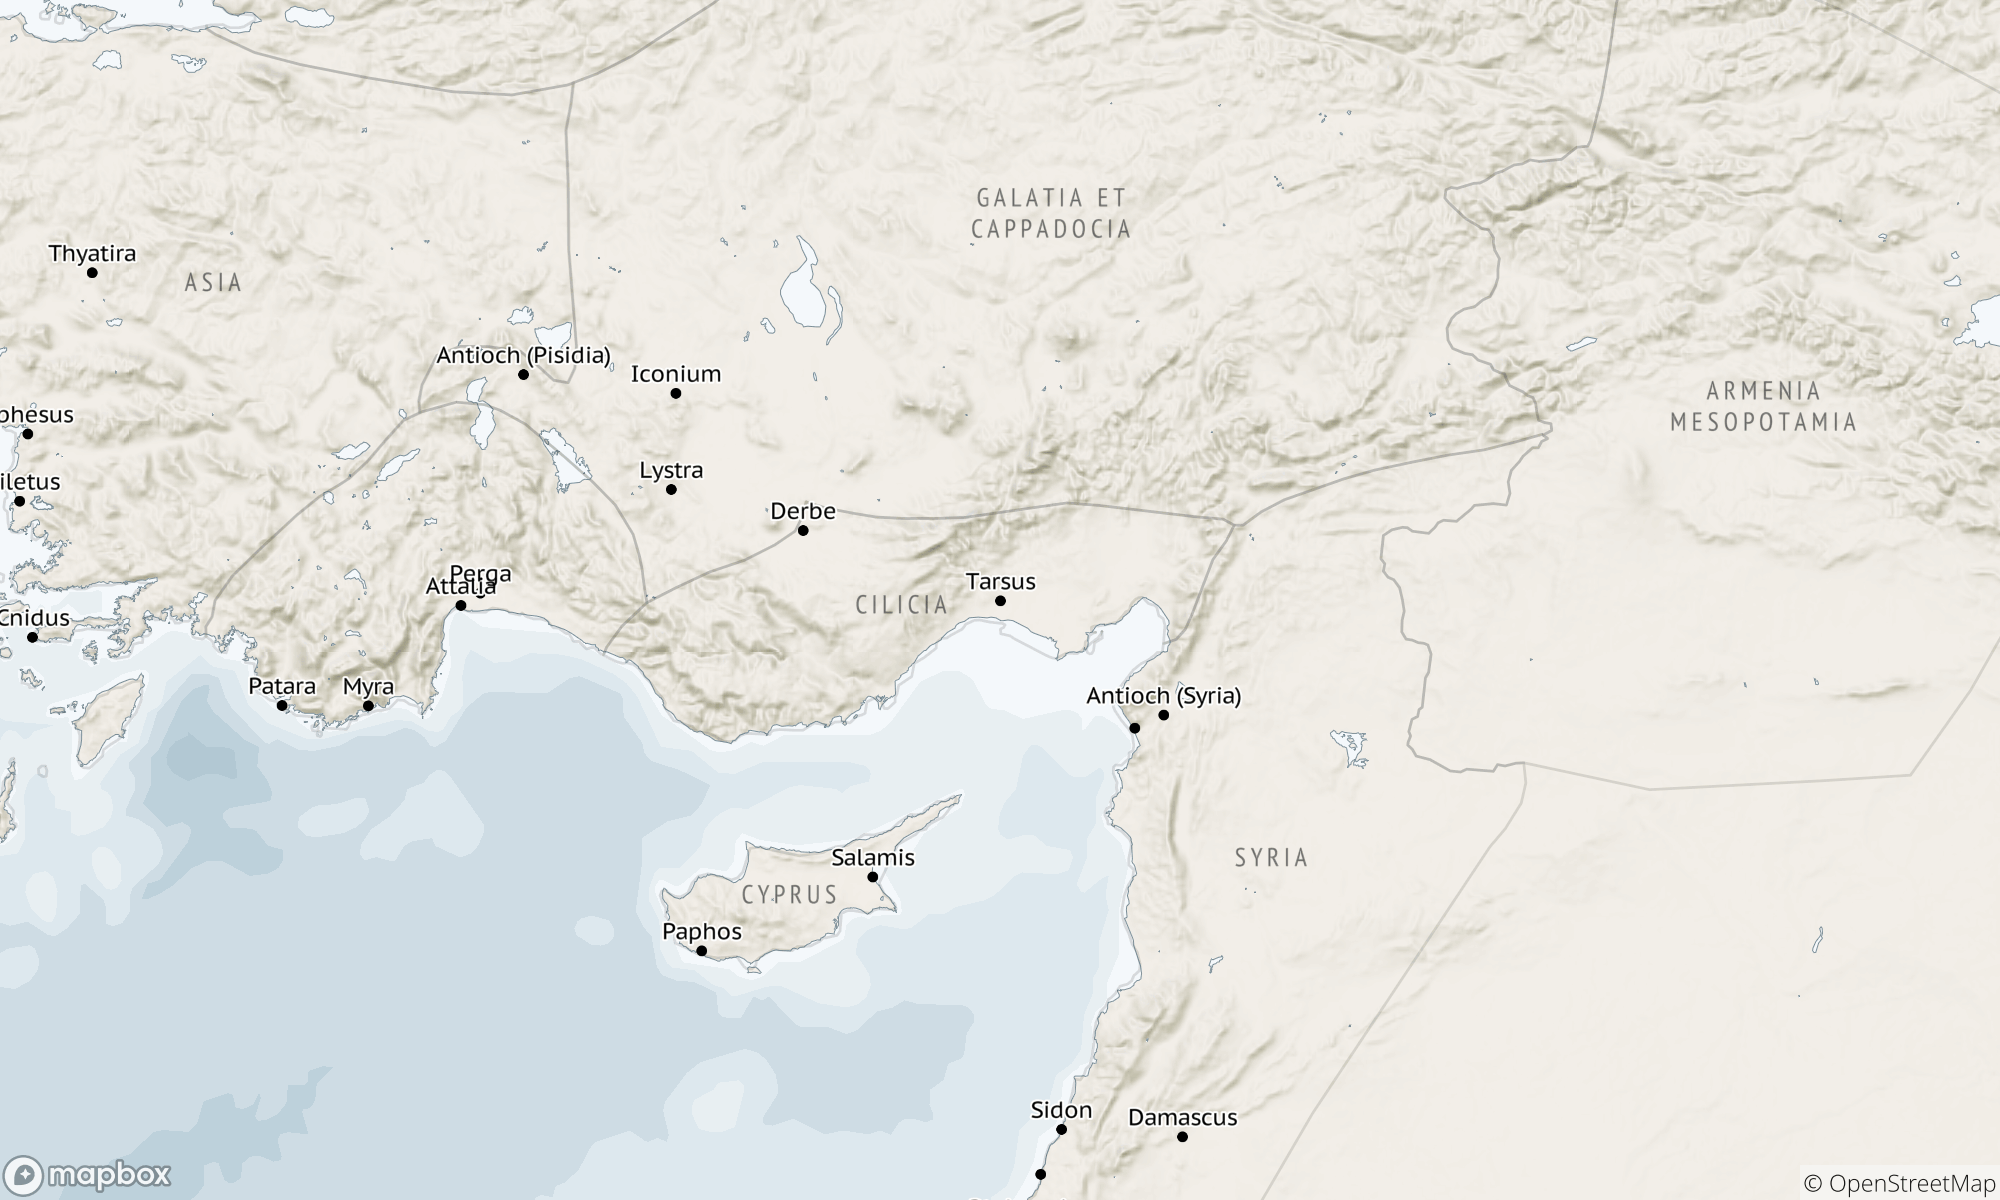 GALATIA ET
CAPPADOCIA
Thyatira
ASIA
Antioch (Pisidia)
Iconium
ARMENIA
MESOPOTAMIA
phesus
Lystra
iletus
Derbe
Perga
Attalia
Tarsus
CILICIA
Cnidus
Patara
Myra
Antioch (Syria)
Salamis
SYRIA
CYPRUS
Paphos
Sidon
Damascus
mapbox
© OpenStreetMap